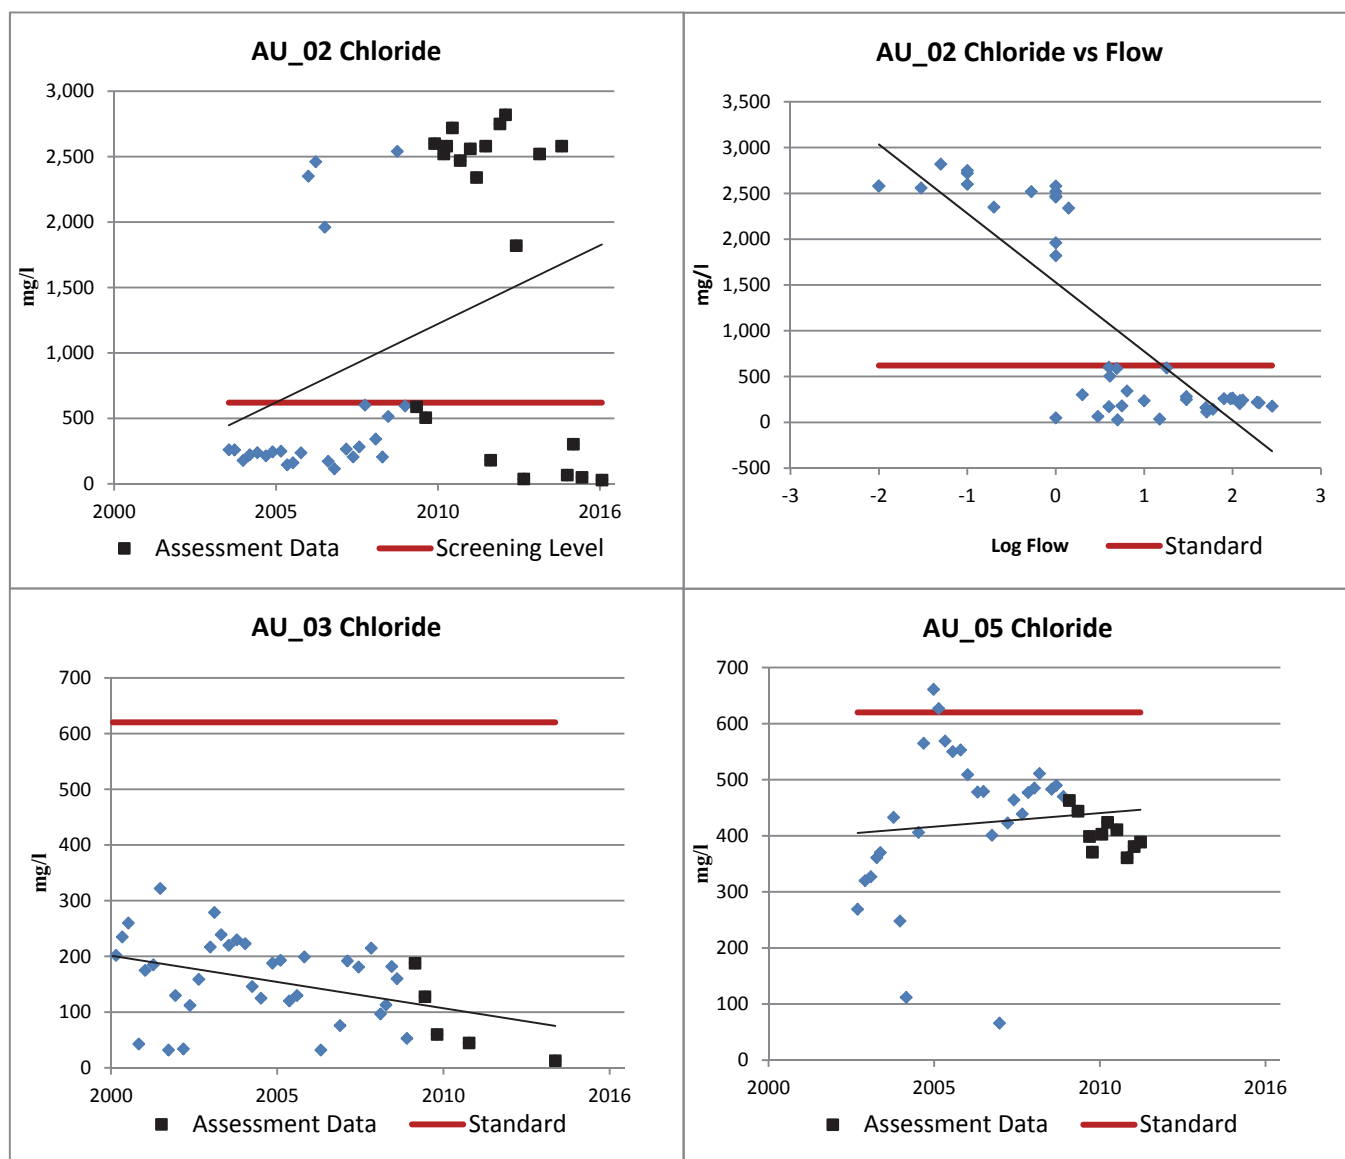 AU_02 Chloride
3,000
2,500
2,000
1,500
1,000
500
0
mg/l
2000 2005 2010 2016
Assessment Data Screening Level
AU_02 Chloride vs Flow
3,500
3,000
2,500
2,000
1,500
1,000
500
0
-500
mg/l
-3 -2 -1 0 1 2 3
Log Flow Standard
AU_03 Chloride
700
600
500
400
300
200
100
0
mg/l
2000 2005 2010 2016
Assessment Data Standard
AU_05 Chloride
700
600
500
400
300
200
100
0
mg/l
2000 2005 2010 2016
Assessment Data Standard